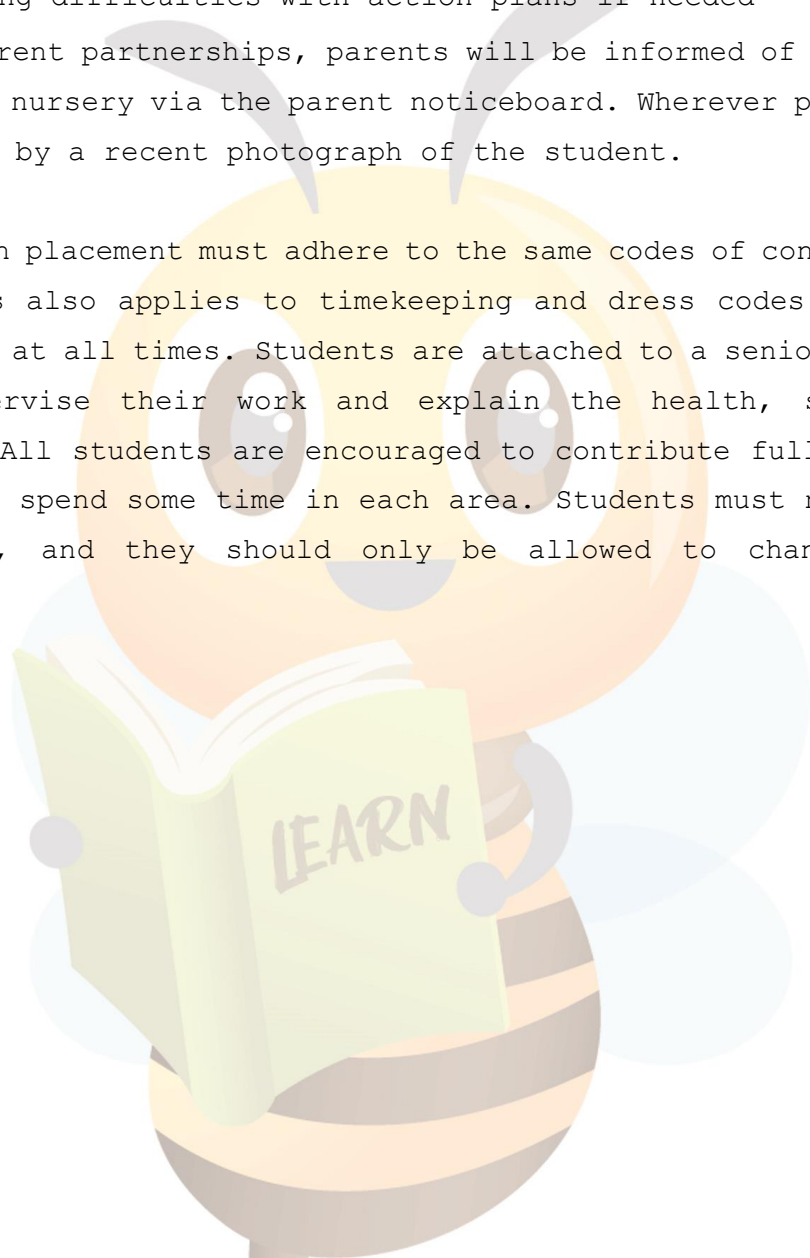 ng difficulties with action plans if needed
rent partnerships, parents will be informed of
nursery via the parent noticeboard. Wherever p
by a recent photograph of the student.
n placement must adhere to the same codes of con
s also applies to timekeeping and dress codes
at all times. Students are attached to a senio
ervise their work and explain the health, s
All students are encouraged to contribute full
spend some time in each area. Students must n
, and they should only be allowed to chan
LEARN